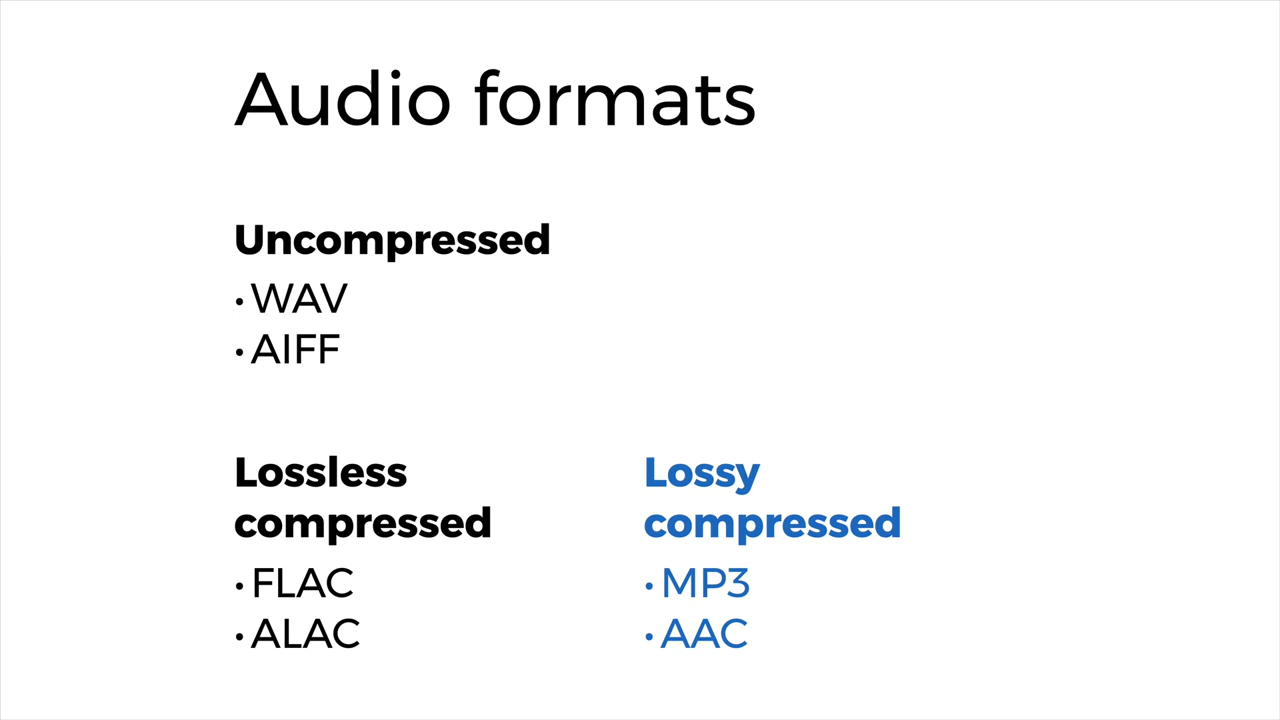 Audio formats
Uncompressed
• WAV
• AIFF
Lossless
compressed
• FLAC
• ALAC
Lossy
compressed
• MP3
• AAC